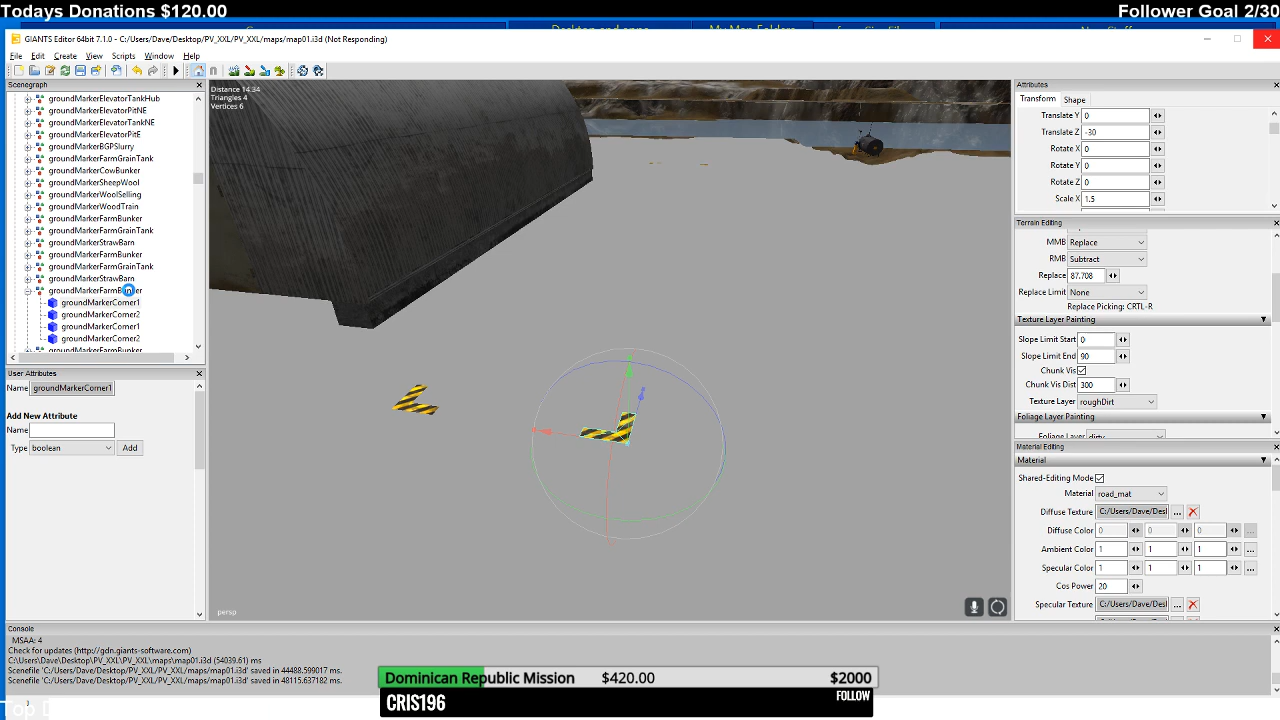 Todays Donations $120.00
Follower Goal 2/30
GIANTS Editor 64bit 7.1.0 - C:/Users/Dave/Desktop/PV_XXL/PV_XXL/maps/map01.i3d (Not Responding)
File Edit Create View Scripts Window Help
Scenegraph
groundMarkerElevatorTankHub
groundMarkerElevatorPitNE
groundMarkerElevatorTankNE
groundMarkerElevatorPitE
groundMarkerBGPSlurry
groundMarkerFarmGrainTank
groundMarkerCowBunker
groundMarkerSheepWool
groundMarkerWoolSelling
groundMarkerWoodTrain
groundMarkerFarmBunker
groundMarkerFarmGrainTank
groundMarkerStrawBarn
groundMarkerFarmBunker
groundMarkerFarmGrainTank
groundMarkerStrawBarn
groundMarkerFarmBunker
groundMarkerCorner1
groundMarkerCorner2
groundMarkerCorner1
groundMarkerCorner2
groundMarkerFarmBunker
User Attributes
Name groundMarkerCorner1
Add New Attribute
Name
Type boolean Add
Distance 14.34
Triangles 4
Vertices 6
persp
Attributes
Transform Shape
Translate Y 0
Translate Z -30
Rotate X 0
Rotate Y 0
Rotate Z 0
Scale X 1.5
Terrain Editing
MMB Replace
RMB Subtract
Replace 87.708
Replace Limit None
Replace Picking: CRTL-R
Texture Layer Painting
Slope Limit Start 0
Slope Limit End 90
Chunk Vis
Chunk Vis Dist 300
Texture Layer roughDirt
Foliage Layer Painting
Foliage Layer dirty
Material Editing
Material
Shared-Editing Mode
Material road_mat
Diffuse Texture C:/Users/Dave/Desl ...
Diffuse Color 0 0 0 ...
Ambient Color 1 1 1 ...
Specular Color 1 1 1 ...
Cos Power 20
Specular Texture C:/Users/Dave/Desl ...
Console
MSAA: 4
Check for updates (http://gdn.giants-software.com)
C:\Users\Dave\Desktop\PV_XXL\PV_XXL\maps\map01.i3d (54039.61) ms
Scenefile 'C:/Users/Dave/Desktop/PV_XXL/PV_XXL/maps/map01.i3d' saved in 44488.599017 ms.
Scenefile 'C:/Users/Dave/Desktop/PV_XXL/PV_XXL/maps/map01.i3d' saved in 48115.637182 ms.
Dominican Republic Mission $420.00 $2000
CRIS196 FOLLOW